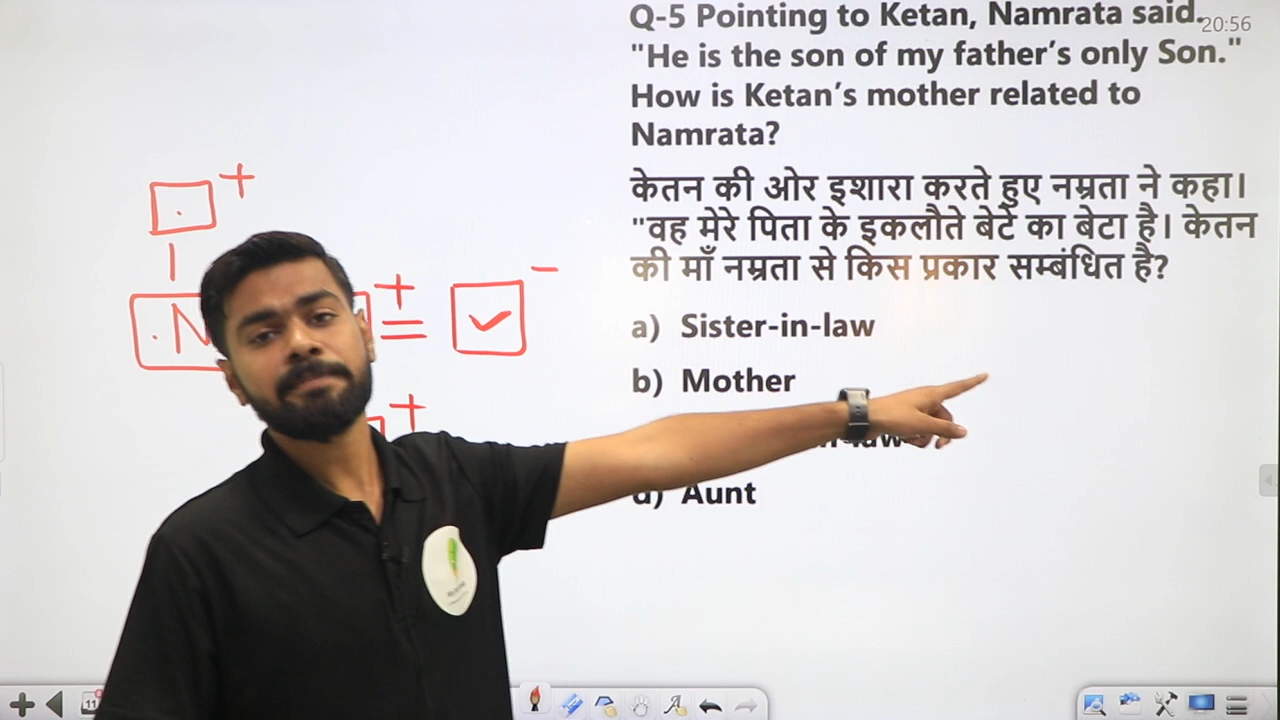 Q-5 Pointing to Ketan, Namrata said.
20:56
"He is the son of my father's only Son."
How is Ketan's mother related to
Namrata?
केतन की ओर इशारा करते हुए नम्रता ने कहा।
"वह मेरे पिता के इकलौते बेटे का बेटा है। केतन
की माँ नम्रता से किस प्रकार सम्बंधित है?
a) Sister-in-law
b) Mother
d) Aunt
+
-
. N
+
+
11